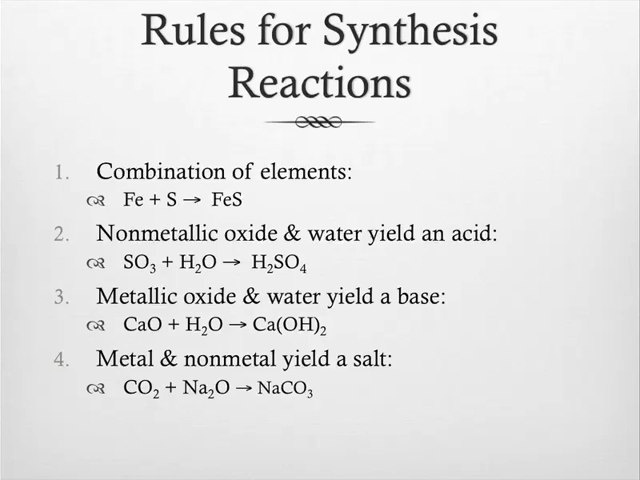 Rules for Synthesis
Reactions
1. Combination of elements:
Fe + S → FeS
2. Nonmetallic oxide & water yield an acid:
SO₃ + H₂O → H₂SO₄
3. Metallic oxide & water yield a base:
CaO + H₂O → Ca(OH)₂
4. Metal & nonmetal yield a salt:
CO₂ + Na₂O → NaCO₃